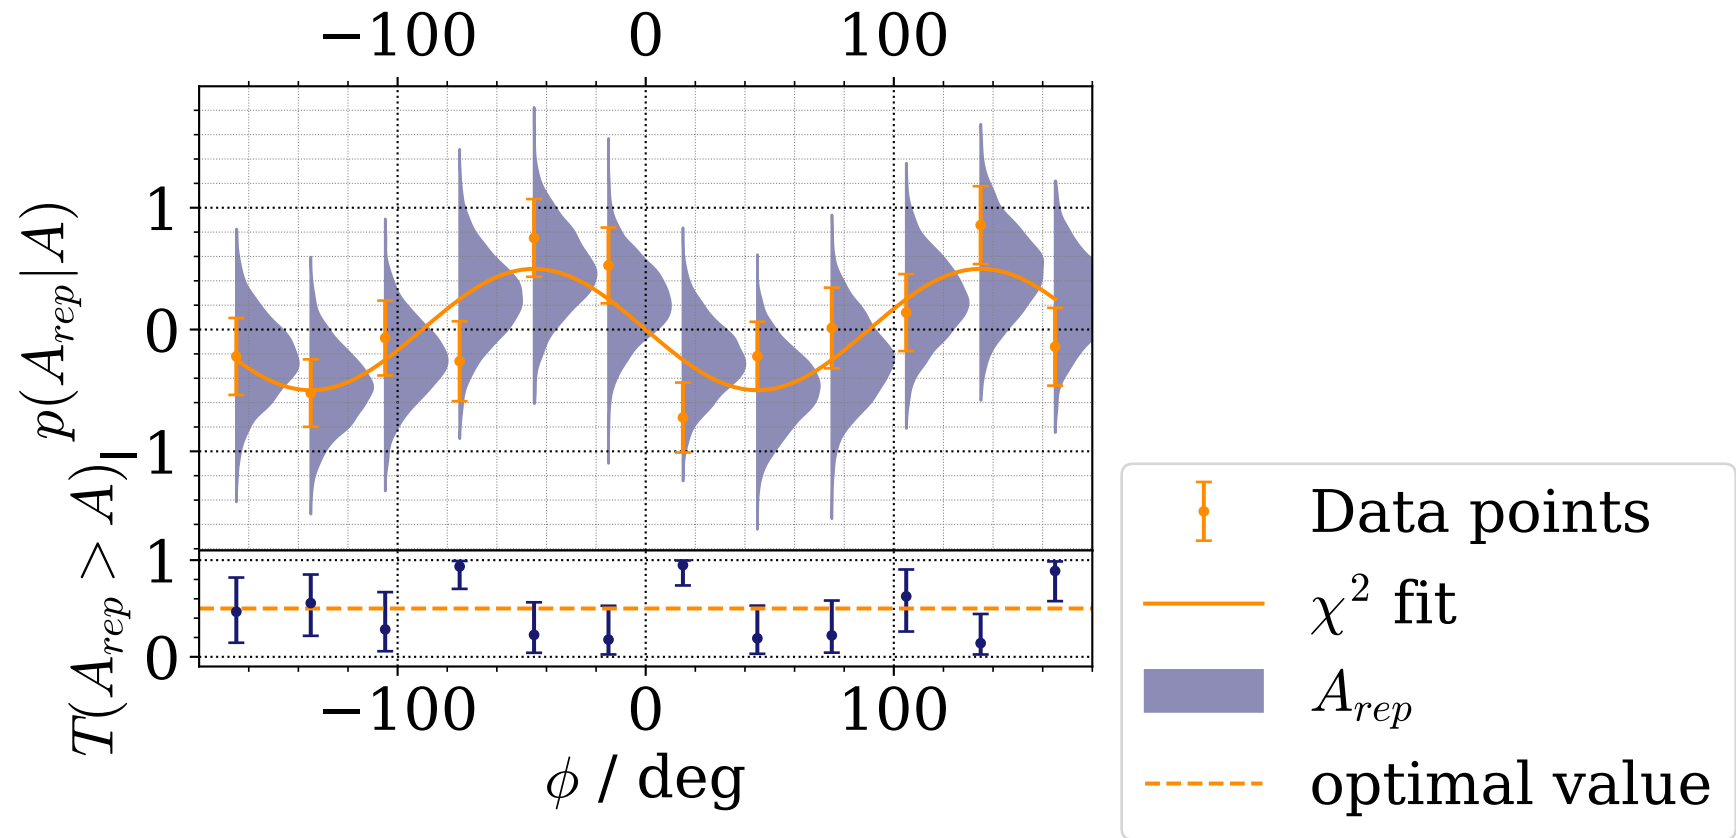 −100 0 100
p(A_rep|A)
1
0
−1
T(A_rep > A)
1
0
−100 0 100
ϕ / deg
Data points
χ² fit
A_rep
optimal value